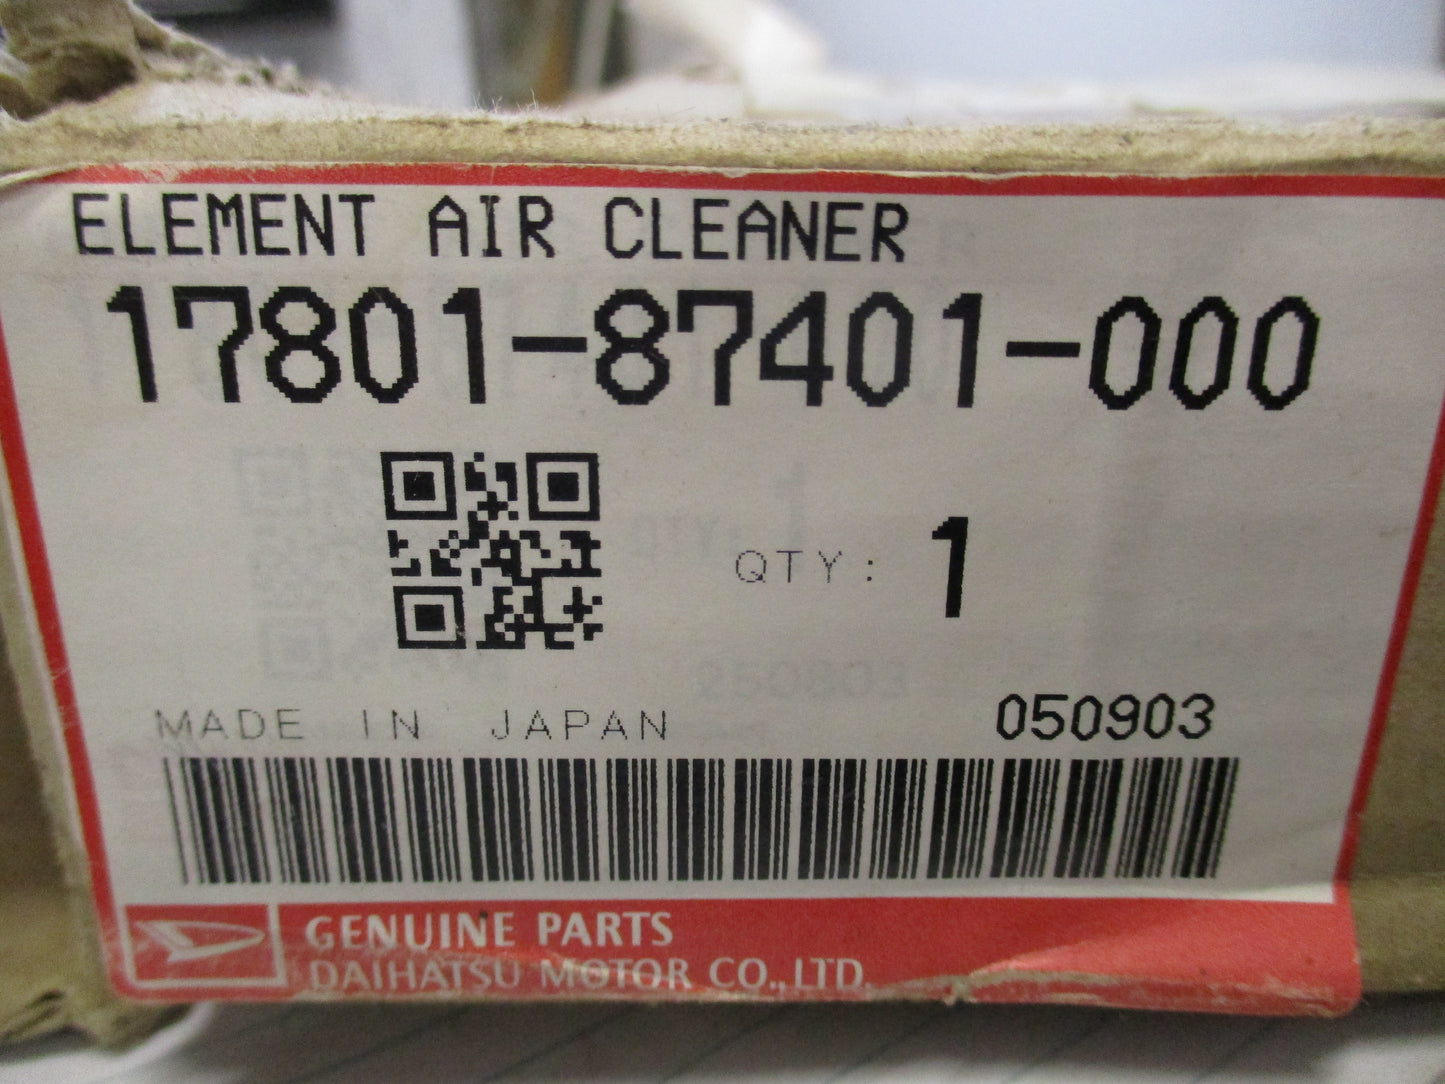 ELEMENT AIR CLEANER
17801-87401-000
QTY: 1
MADE IN JAPAN 050903
GENUINE PARTS
DAIHATSU MOTOR CO.,LTD.